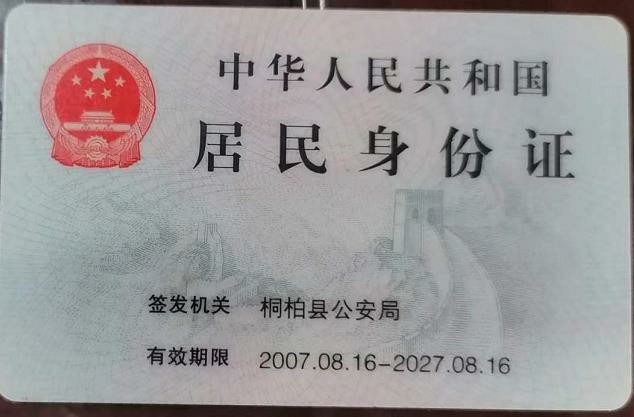 中华人民共和国
居民身份证
签发机关 桐柏县公安局
有效期限 2007.08.16-2027.08.16